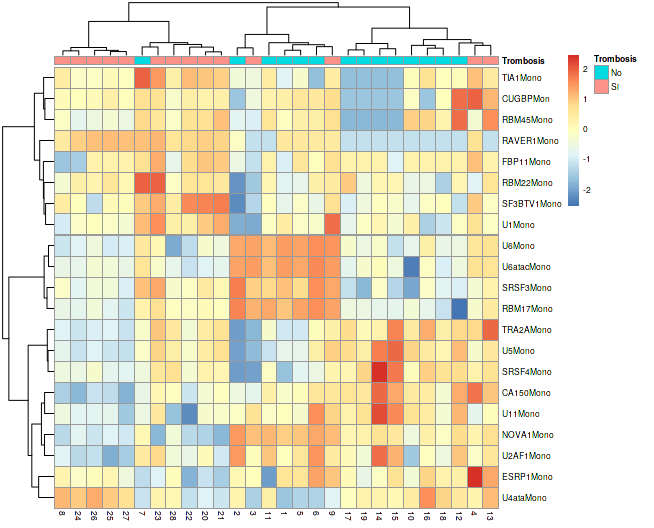 Trombosis
TIA1Mono
CUGBPMon
RBM45Mono
RAVER1Mono
FBP11Mono
RBM22Mono
SF3BTV1Mono
U1Mono
U6Mono
U6atacMono
SRSF3Mono
RBM17Mono
TRA2AMono
U5Mono
SRSF4Mono
CA150Mono
U11Mono
NOVA1Mono
U2AF1Mono
ESRP1Mono
U4ataMono
8 24 26 25 27 7 23 28 22 20 21 2 3 11 1 5 6 9 17 19 14 15 10 16 18 12 4 13
2
1
0
-1
-2
Trombosis
No
SI